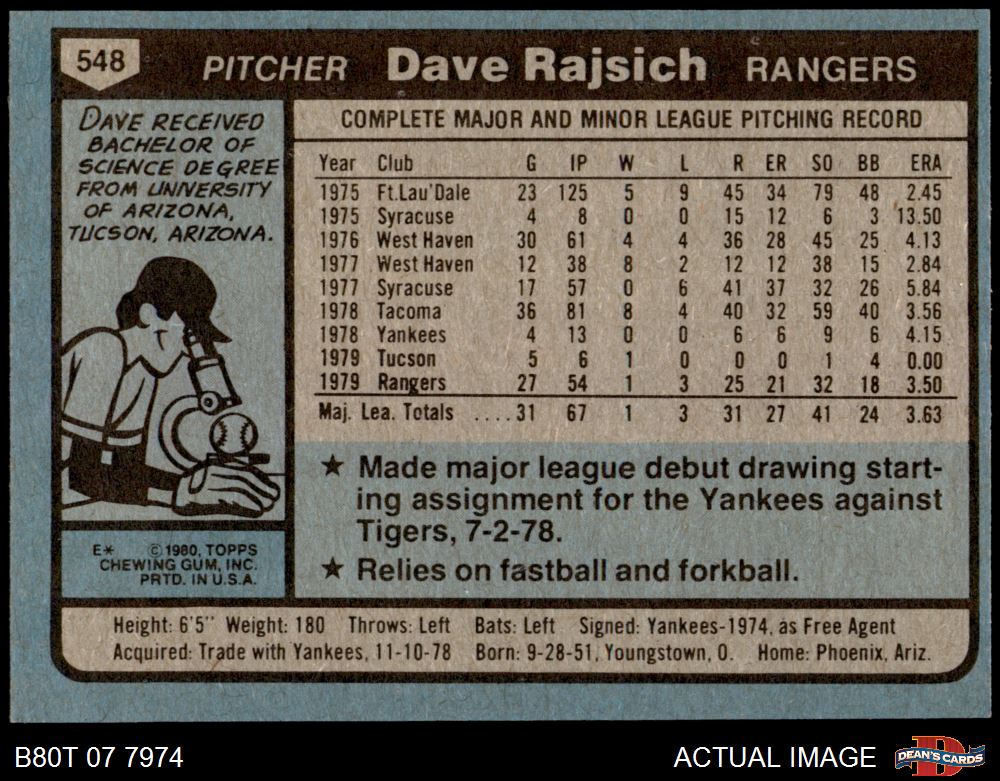 548 PITCHER Dave Rajsich RANGERS
DAVE RECEIVED
BACHELOR OF
SCIENCE DEGREE
FROM UNIVERSITY
OF ARIZONA,
TUCSON, ARIZONA.
COMPLETE MAJOR AND MINOR LEAGUE PITCHING RECORD
Year Club G IP W L R ER SO BB ERA
1975 Ft.Lau'Dale 23 125 5 9 45 34 79 48 2.45
1975 Syracuse 4 8 0 0 15 12 6 3 13.50
1976 West Haven 30 61 4 4 36 28 45 25 4.13
1977 West Haven 12 38 8 2 12 12 38 15 2.84
1977 Syracuse 17 57 0 6 41 37 32 26 5.84
1978 Tacoma 36 81 8 4 40 32 59 40 3.56
1978 Yankees 4 13 0 0 6 6 9 6 4.15
1979 Tucson 5 6 1 0 0 0 1 4 0.00
1979 Rangers 27 54 1 3 25 21 32 18 3.50
Maj. Lea. Totals ....31 67 1 3 31 27 41 24 3.63
★ Made major league debut drawing start-
ing assignment for the Yankees against
Tigers, 7-2-78.
★ Relies on fastball and forkball.
E* © 1980, TOPPS
CHEWING GUM, INC.
PRTD. IN U.S.A.
Height: 6'5" Weight: 180 Throws: Left Bats: Left Signed: Yankees-1974, as Free Agent
Acquired: Trade with Yankees, 11-10-78 Born: 9-28-51, Youngstown, O. Home: Phoenix, Ariz.
B80T 07 7974 ACTUAL IMAGE D DEAN'S CARDS